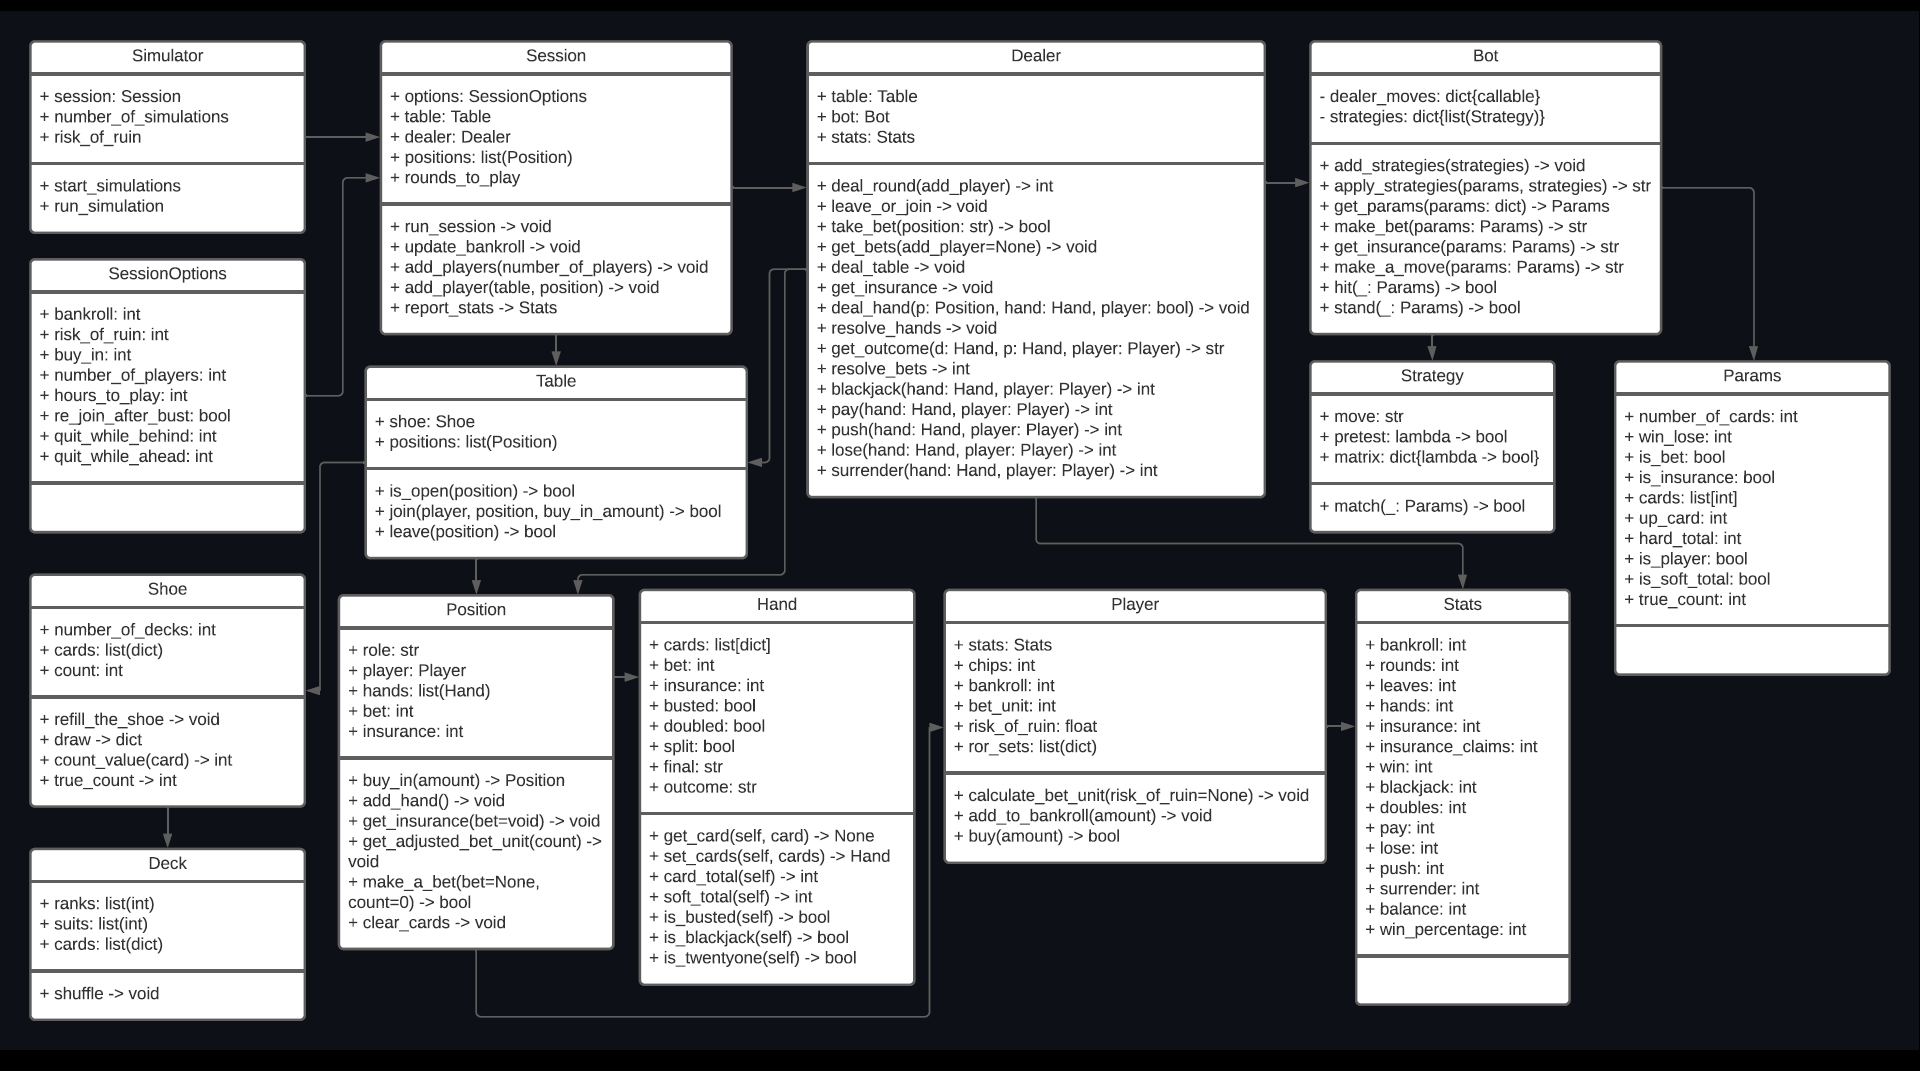 Simulator
+ session: Session
+ number_of_simulations
+ risk_of_ruin
+ start_simulations
+ run_simulation
SessionOptions
+ bankroll: int
+ risk_of_ruin: int
+ buy_in: int
+ number_of_players: int
+ hours_to_play: int
+ re_join_after_bust: bool
+ quit_while_behind: int
+ quit_while_ahead: int
Shoe
+ number_of_decks: int
+ cards: list(dict)
+ count: int
+ refill_the_shoe -> void
+ draw -> dict
+ count_value(card) -> int
+ true_count -> int
Deck
+ ranks: list(int)
+ suits: list(int)
+ cards: list(dict)
+ shuffle -> void
Session
+ options: SessionOptions
+ table: Table
+ dealer: Dealer
+ positions: list(Position)
+ rounds_to_play
+ run_session -> void
+ update_bankroll -> void
+ add_players(number_of_players) -> void
+ add_player(table, position) -> void
+ report_stats -> Stats
Table
+ shoe: Shoe
+ positions: list(Position)
+ is_open(position) -> bool
+ join(player, position, buy_in_amount) -> bool
+ leave(position) -> bool
Position
+ role: str
+ player: Player
+ hands: list(Hand)
+ bet: int
+ insurance: int
+ buy_in(amount) -> Position
+ add_hand() -> void
+ get_insurance(bet=void) -> void
+ get_adjusted_bet_unit(count) ->
void
+ make_a_bet(bet=None,
count=0) -> bool
+ clear_cards -> void
Hand
+ cards: list[dict]
+ bet: int
+ insurance: int
+ busted: bool
+ doubled: bool
+ split: bool
+ final: str
+ outcome: str
+ get_card(self, card) -> None
+ set_cards(self, cards) -> Hand
+ card_total(self) -> int
+ soft_total(self) -> int
+ is_busted(self) -> bool
+ is_blackjack(self) -> bool
+ is_twentyone(self) -> bool
Dealer
+ table: Table
+ bot: Bot
+ stats: Stats
+ deal_round(add_player) -> int
+ leave_or_join -> void
+ take_bet(position: str) -> bool
+ get_bets(add_player=None) -> void
+ deal_table -> void
+ get_insurance -> void
+ deal_hand(p: Position, hand: Hand, player: bool) -> void
+ resolve_hands -> void
+ get_outcome(d: Hand, p: Hand, player: Player) -> str
+ resolve_bets -> int
+ blackjack(hand: Hand, player: Player) -> int
+ pay(hand: Hand, player: Player) -> int
+ push(hand: Hand, player: Player) -> int
+ lose(hand: Hand, player: Player) -> int
+ surrender(hand: Hand, player: Player) -> int
Player
+ stats: Stats
+ chips: int
+ bankroll: int
+ bet_unit: int
+ risk_of_ruin: float
+ ror_sets: list(dict)
+ calculate_bet_unit(risk_of_ruin=None) -> void
+ add_to_bankroll(amount) -> void
+ buy(amount) -> bool
Bot
- dealer_moves: dict{callable}
- strategies: dict{list(Strategy)}
+ add_strategies(strategies) -> void
+ apply_strategies(params, strategies) -> str
+ get_params(params: dict) -> Params
+ make_bet(params: Params) -> str
+ get_insurance(params: Params) -> str
+ make_a_move(params: Params) -> str
+ hit(_: Params) -> bool
+ stand(_: Params) -> bool
Strategy
+ move: str
+ pretest: lambda -> bool
+ matrix: dict{lambda -> bool}
+ match(_: Params) -> bool
Params
+ number_of_cards: int
+ win_lose: int
+ is_bet: bool
+ is_insurance: bool
+ cards: list[int]
+ up_card: int
+ hard_total: int
+ is_player: bool
+ is_soft_total: bool
+ true_count: int
Stats
+ bankroll: int
+ rounds: int
+ leaves: int
+ hands: int
+ insurance: int
+ insurance_claims: int
+ win: int
+ blackjack: int
+ doubles: int
+ pay: int
+ lose: int
+ push: int
+ surrender: int
+ balance: int
+ win_percentage: int